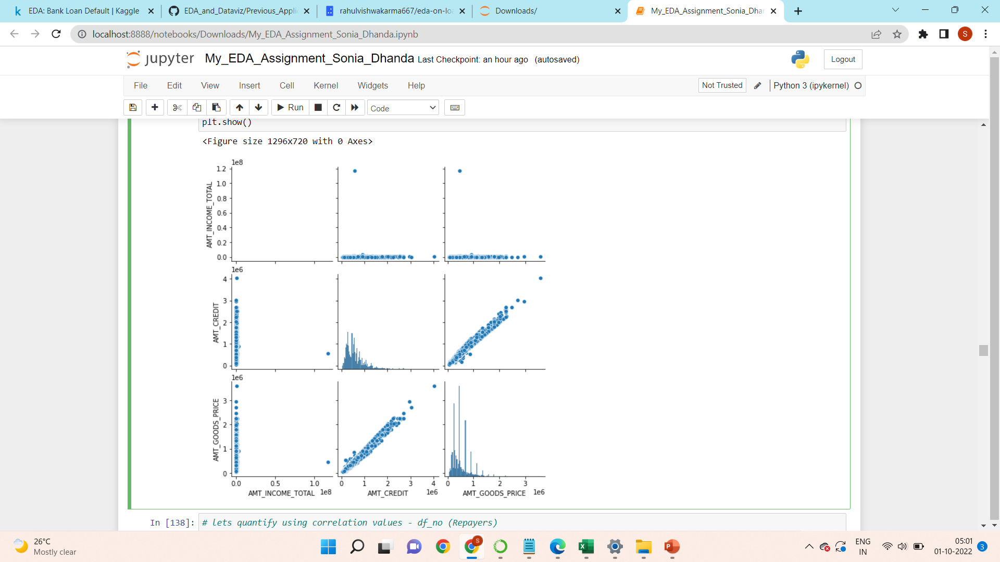 EDA: Bank Loan Default | Kaggle
EDA_and_Dataviz/Previous_Appli
rahulvishwakarma667/eda-on-loa
Downloads/
My_EDA_Assignment_Sonia_Dhar
localhost:8888/notebooks/Downloads/My_EDA_Assignment_Sonia_Dhanda.ipynb
S
jupyter My_EDA_Assignment_Sonia_Dhanda Last Checkpoint: an hour ago (autosaved)
Logout
File Edit View Insert Cell Kernel Widgets Help
Not Trusted
Python 3 (ipykernel)
Run
Code
plt.show()
<Figure size 1296x720 with 0 Axes>
1e8
1.2
1.0
0.8
0.6
0.4
0.2
0.0
AMT_INCOME_TOTAL
1e6
4
3
2
1
0
AMT_CREDIT
1e6
3
2
1
0
AMT_GOODS_PRICE
0.0 0.5 1.0 0 1 2 3 4 0 1 2 3
AMT_INCOME_TOTAL 1e8 AMT_CREDIT 1e6 AMT_GOODS_PRICE 1e6
In [138]: # lets quantify using correlation values - df_no (Repayers)
26°C
Mostly clear
S
ENG
IN
05:01
01-10-2022
3